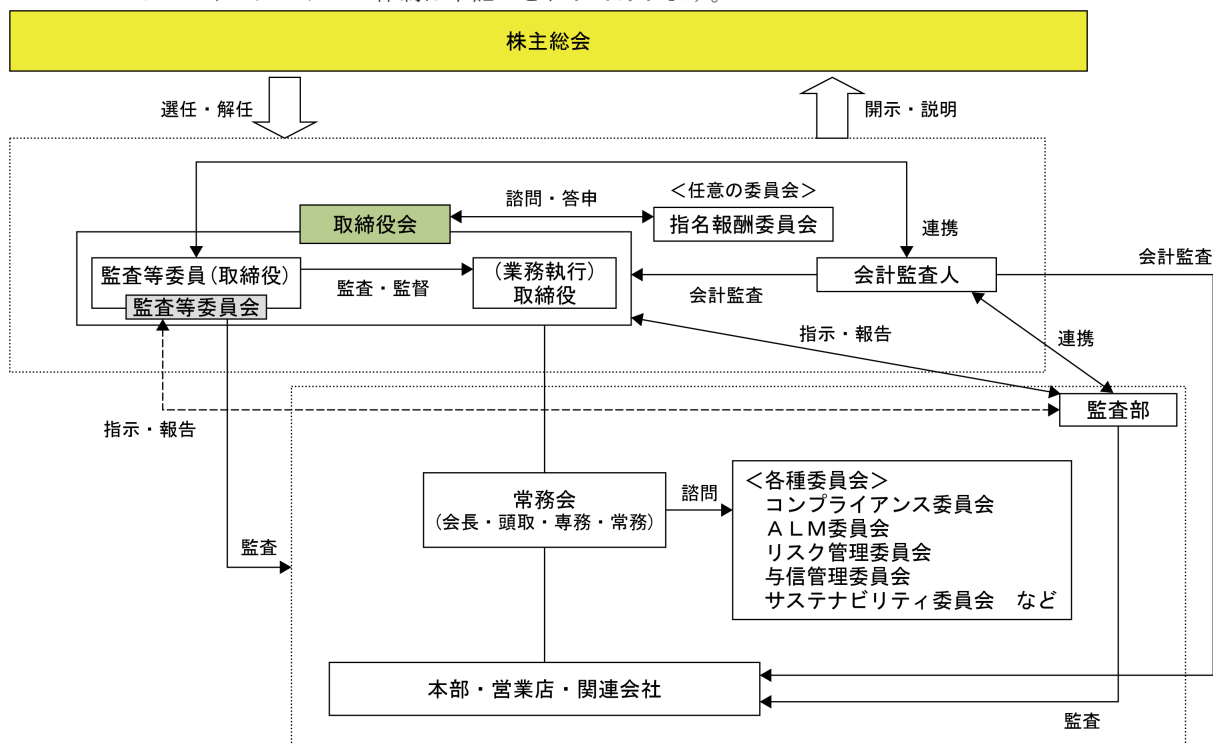 株主総会
選任・解任
開示・説明
＜任意の委員会＞
諮問・答申
取締役会
指名報酬委員会
連携
監査等委員(取締役)
監査等委員会
監査・監督
(業務執行)
取締役
会計監査
会計監査人
会計監査
指示・報告
連携
監査部
指示・報告
常務会
(会長・頭取・専務・常務)
諮問
＜各種委員会＞
コンプライアンス委員会
ＡＬＭ委員会
リスク管理委員会
与信管理委員会
サステナビリティ委員会　など
監査
本部・営業店・関連会社
監査